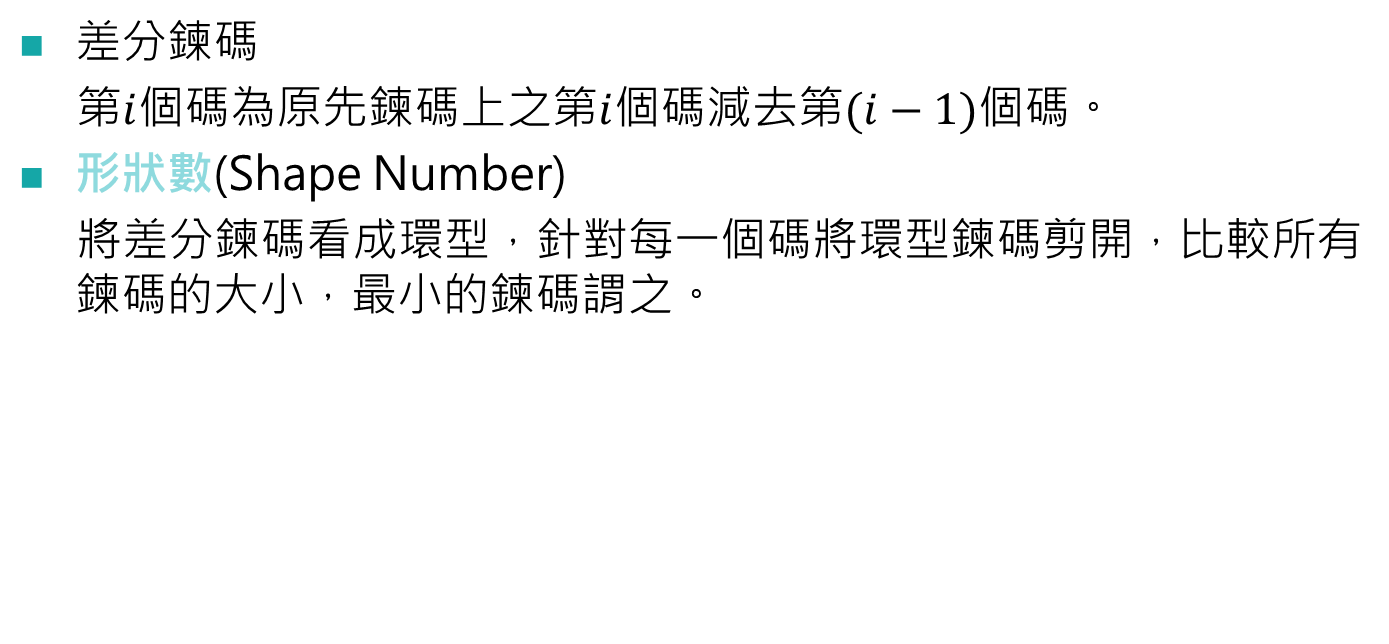 ■ 差分鍊碼
第𝑖個碼為原先鍊碼上之第𝑖個碼減去第(𝑖 − 1)個碼。
■ 形狀數(Shape Number)
將差分鍊碼看成環型，針對每一個碼將環型鍊碼剪開，比較所有
鍊碼的大小，最小的鍊碼謂之。